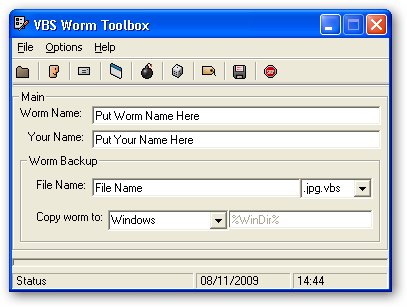 VBS Worm Toolbox
File Options Help
Main
Worm Name: Put Worm Name Here
Your Name: Put Your Name Here
Worm Backup
File Name: File Name .jpg.vbs
Copy worm to: Windows %WinDir%
Status 08/11/2009 14:44